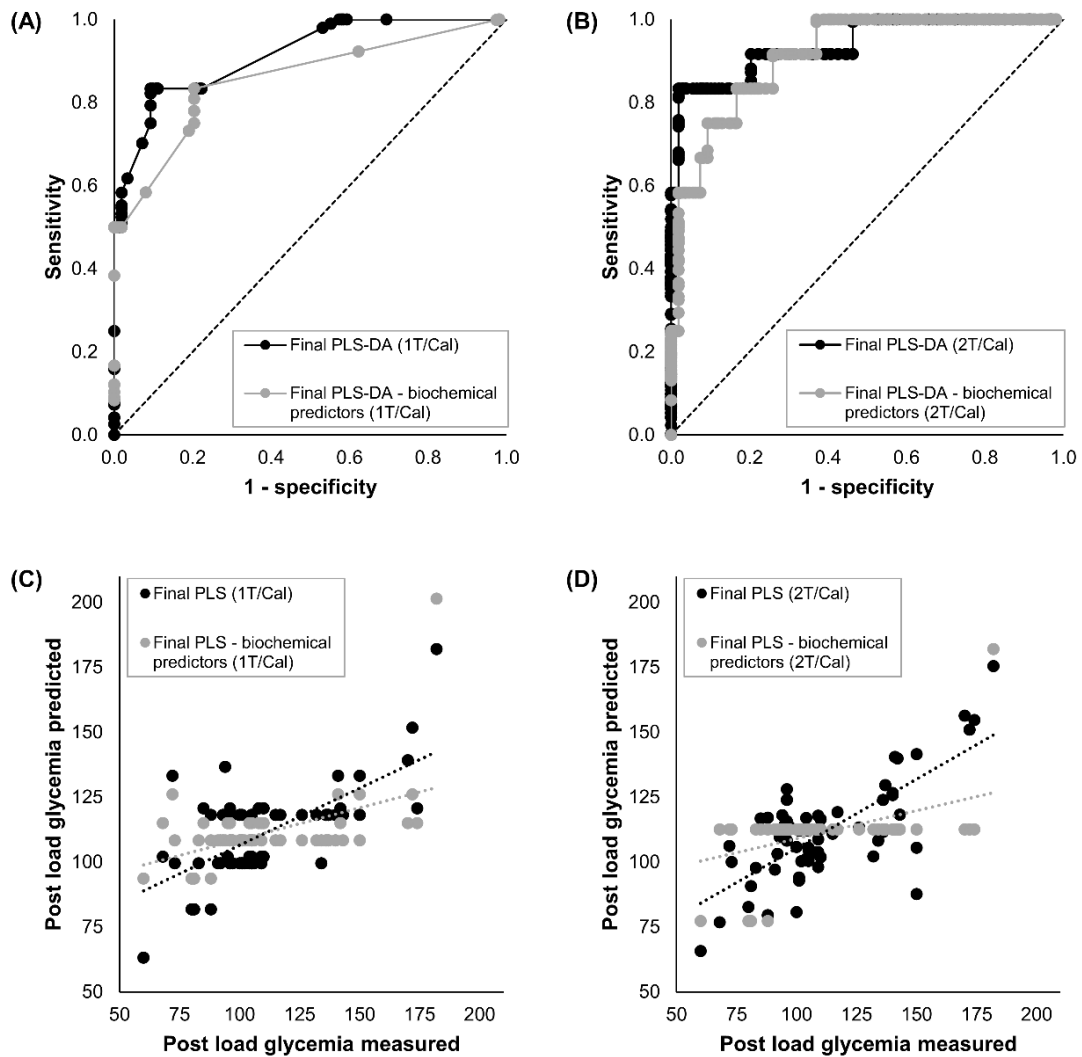 (A)
1.0
0.8
0.6
0.4
0.2
0.0
Sensitivity
0.0
0.2
0.4
0.6
0.8
1.0
1 - specificity
Final PLS-DA (1T/Cal)
Final PLS-DA - biochemical
predictors (1T/Cal)
(B)
1.0
0.8
0.6
0.4
0.2
0.0
Sensitivity
0.0
0.2
0.4
0.6
0.8
1.0
1 - specificity
Final PLS-DA (2T/Cal)
Final PLS-DA - biochemical
predictors (2T/Cal)
(C)
200
175
150
125
100
75
50
Post load glycemia predicted
50
75
100
125
150
175
200
Post load glycemia measured
Final PLS (1T/Cal)
Final PLS - biochemical
predictors (1T/Cal)
(D)
200
175
150
125
100
75
50
Post load glycemia predicted
50
75
100
125
150
175
200
Post load glycemia measured
Final PLS (2T/Cal)
Final PLS - biochemical
predictors (2T/Cal)